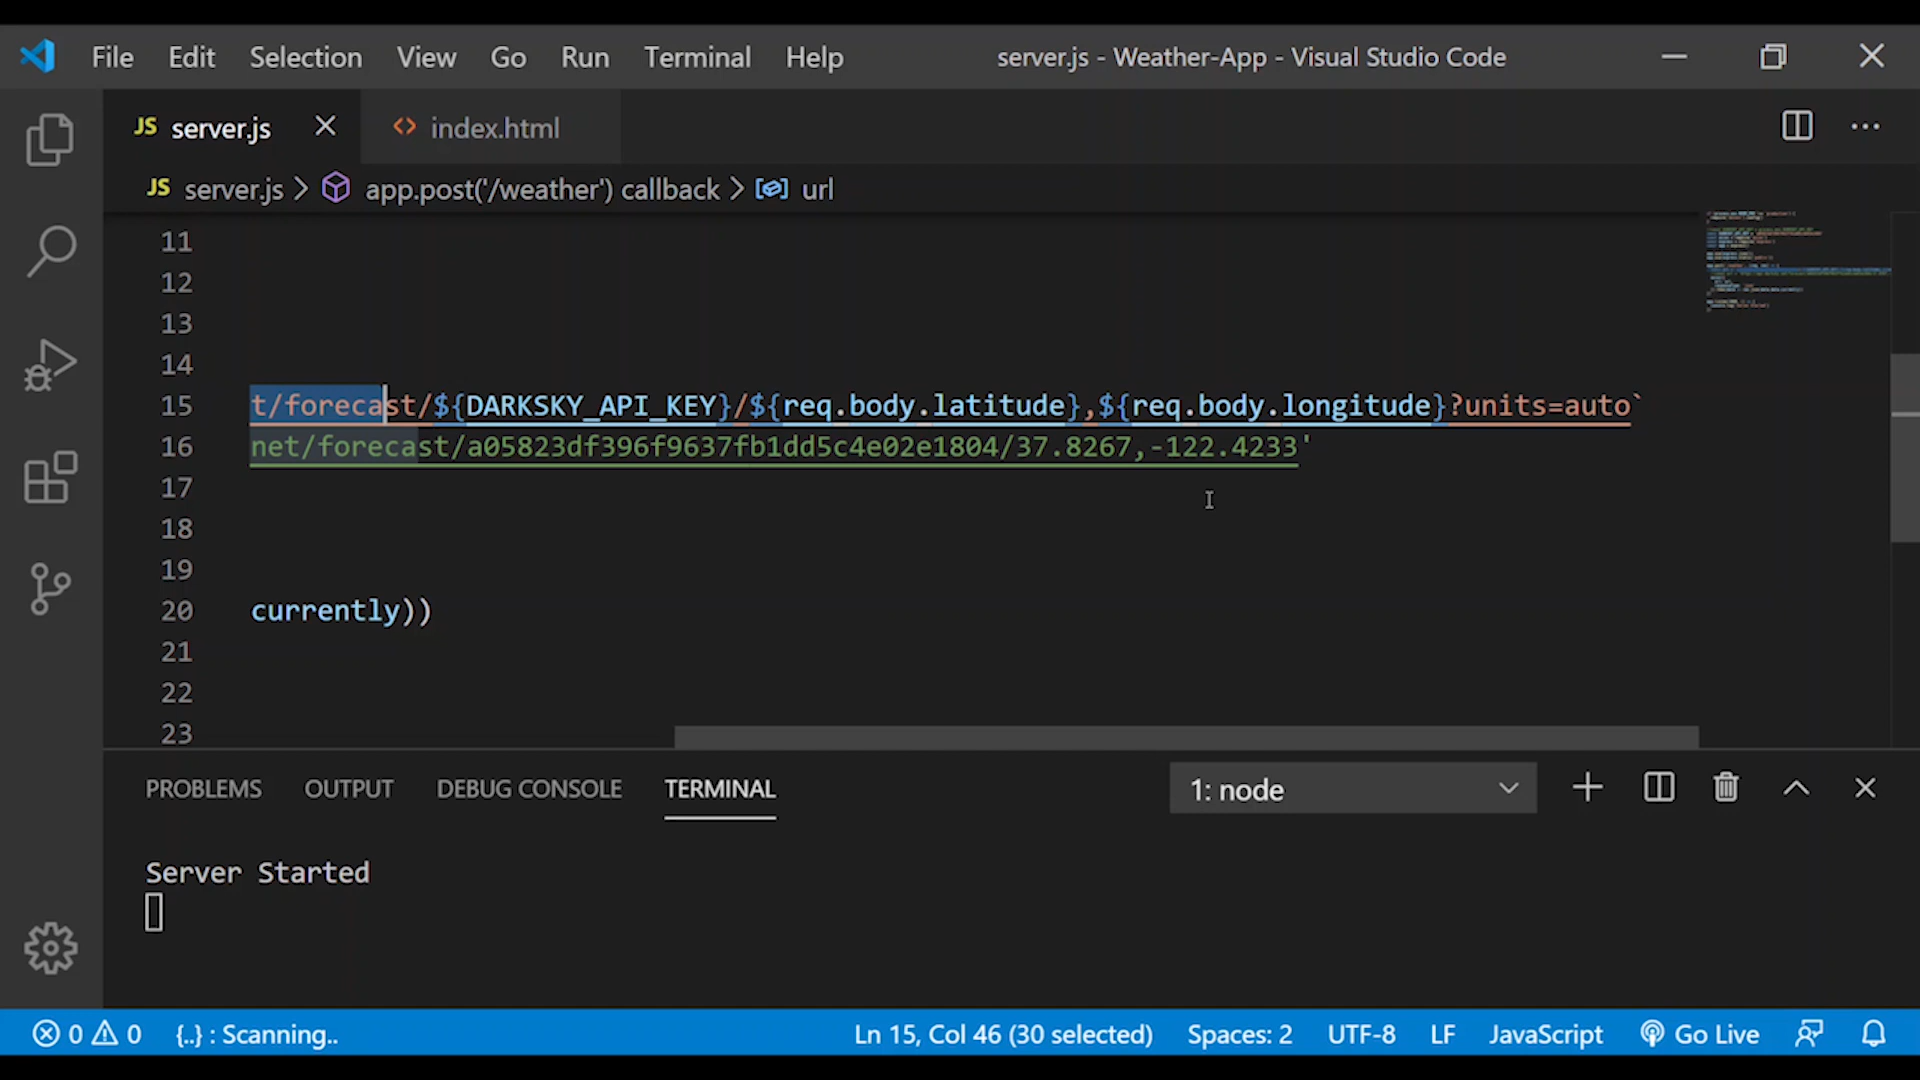 File Edit Selection View Go Run Terminal Help server.js - Weather-App - Visual Studio Code
JS server.js index.html
JS server.js > app.post('/weather') callback > url
11
12
13
14
15 t/forecast/${DARKSKY_API_KEY}/${req.body.latitude},${req.body.longitude}?units=auto`
16 net/forecast/a05823df396f9637fb1dd5c4e02e1804/37.8267,-122.4233'
17
18
19
20 currently))
21
22
23
PROBLEMS OUTPUT DEBUG CONSOLE TERMINAL 1: node
Server Started
0 0 {..} : Scanning.. Ln 15, Col 46 (30 selected) Spaces: 2 UTF-8 LF JavaScript Go Live